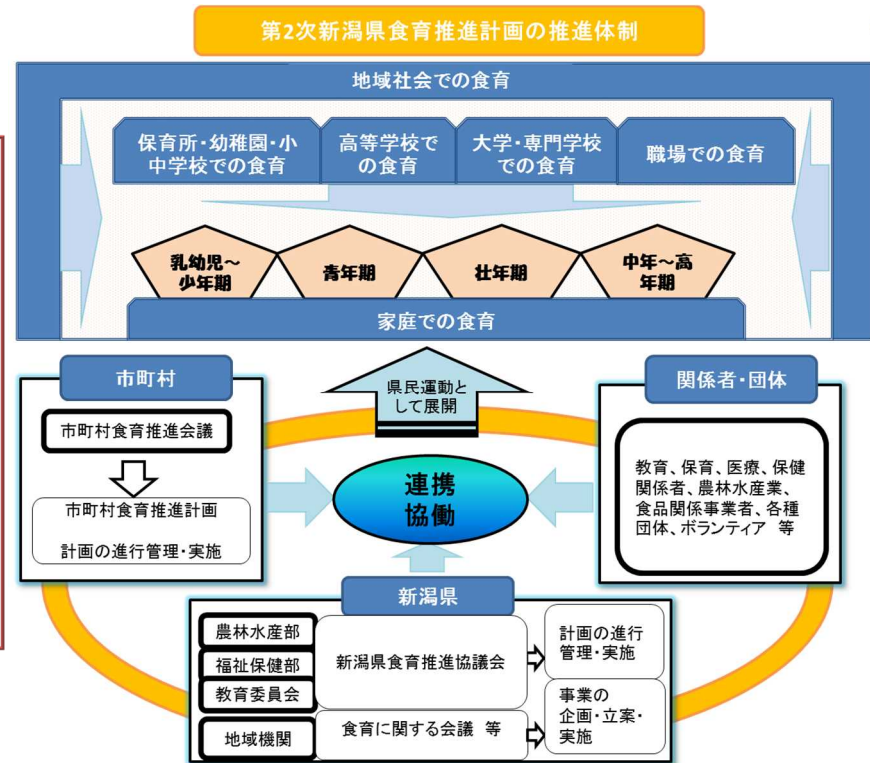 第2次新潟県食育推進計画の推進体制
地域社会での食育
保育所・幼稚園・小
中学校での食育
高等学校で
の食育
大学・専門学校
での食育
職場での食育
乳幼児～
少年期
青年期
壮年期
中年～高
年期
家庭での食育
市町村
市町村食育推進会議
市町村食育推進計画
計画の進行管理・実施
県民運動と
して展開
連携
協働
関係者・団体
教育、保育、医療、保健
関係者、農林水産業、
食品関係事業者、各種
団体、ボランティア 等
新潟県
農林水産部
福祉保健部
教育委員会
新潟県食育推進協議会
計画の進行
管理・実施
地域機関
食育に関する会議 等
事業の
企画・立案・
実施